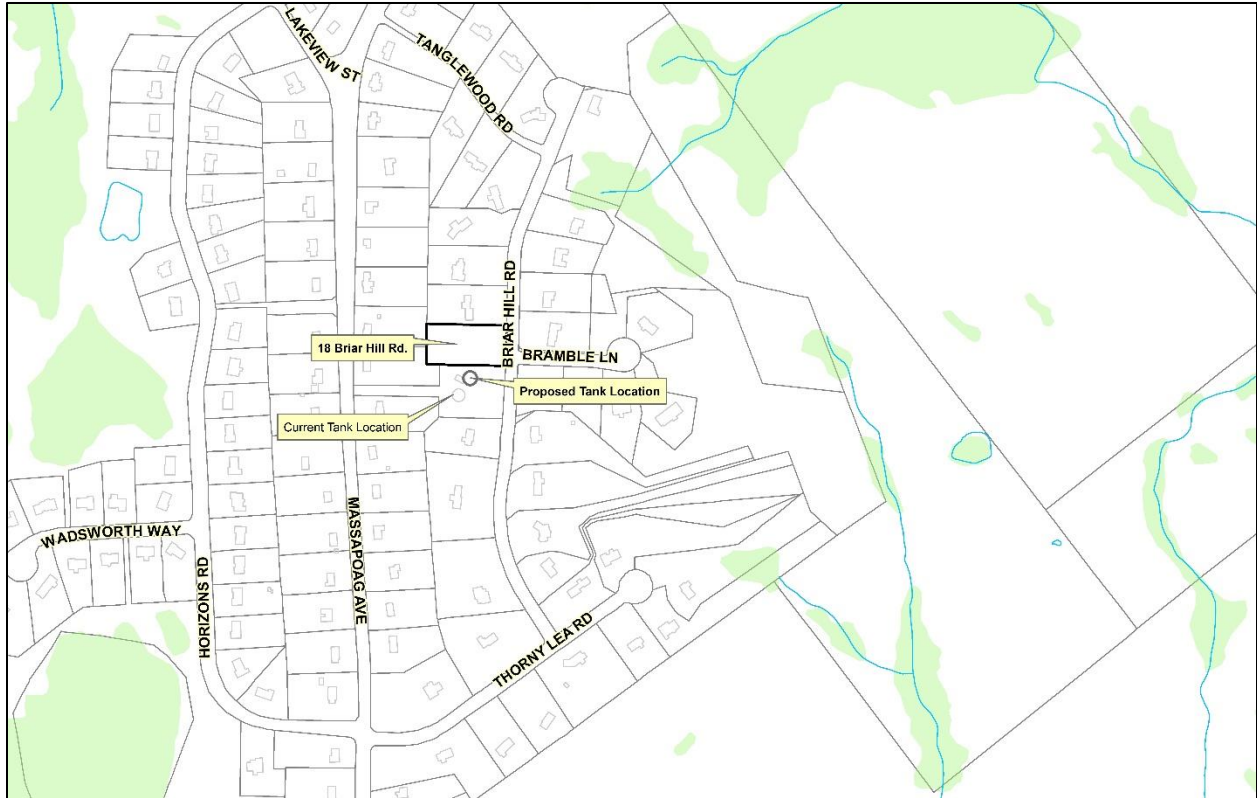 LAKEVIEW ST
TANGLEWOOD RD
BRIAR HILL RD
18 Briar Hill Rd.
BRAMBLE LN
Proposed Tank Location
Current Tank Location
MASSAPOAG AVE
WADSWORTH WAY
HORIZONS RD
THORNY LEA RD